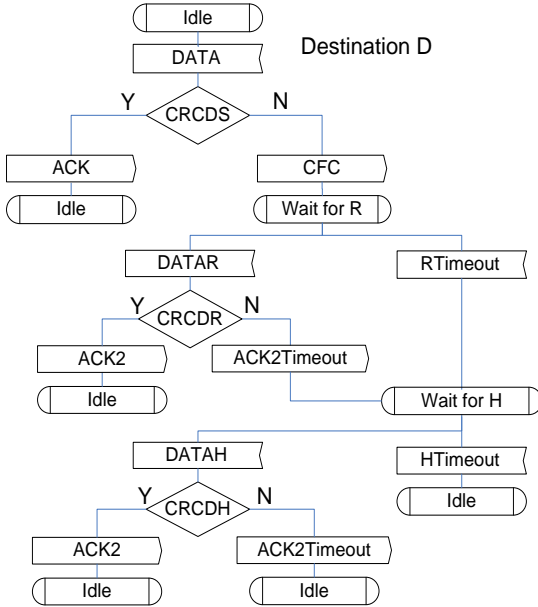 Idle
Destination D
DATA
Y
N
CRCDS
ACK
CFC
Idle
Wait for R
DATAR
RTimeout
Y
N
CRCDR
ACK2
ACK2Timeout
Idle
Wait for H
DATAH
HTimeout
Y
N
CRCDH
Idle
ACK2
ACK2Timeout
Idle
Idle